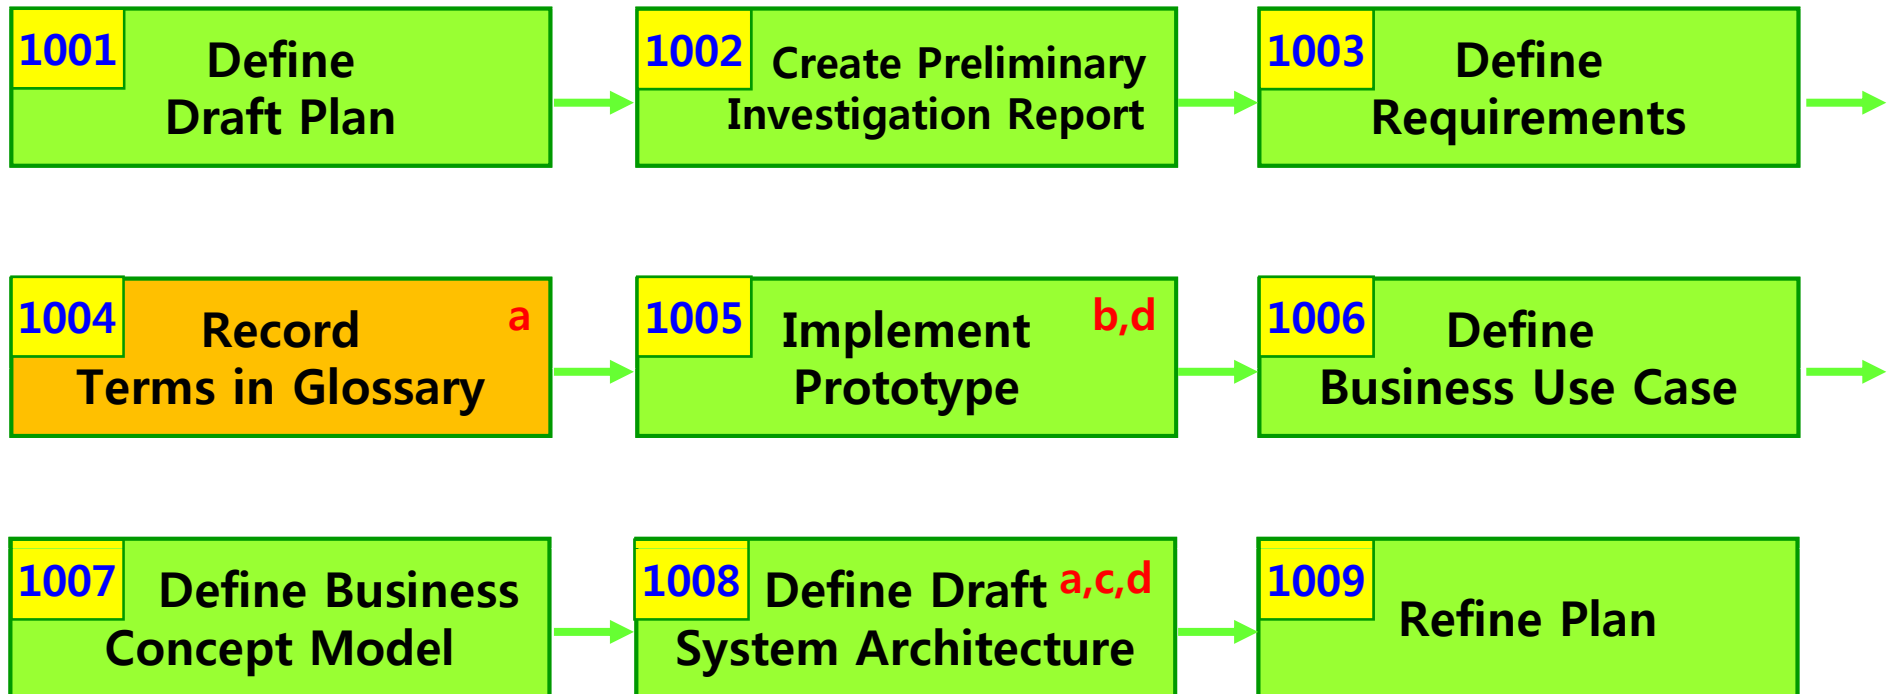 1001
Define
Draft Plan
1002
Create Preliminary
Investigation Report
1003
Define
Requirements
1004
Record
a
Terms in Glossary
1005
Implement
b,d
Prototype
1006
Define
Business Use Case
1007
Define Business
Concept Model
1008
Define Draft
a,c,d
System Architecture
1009
Refine Plan